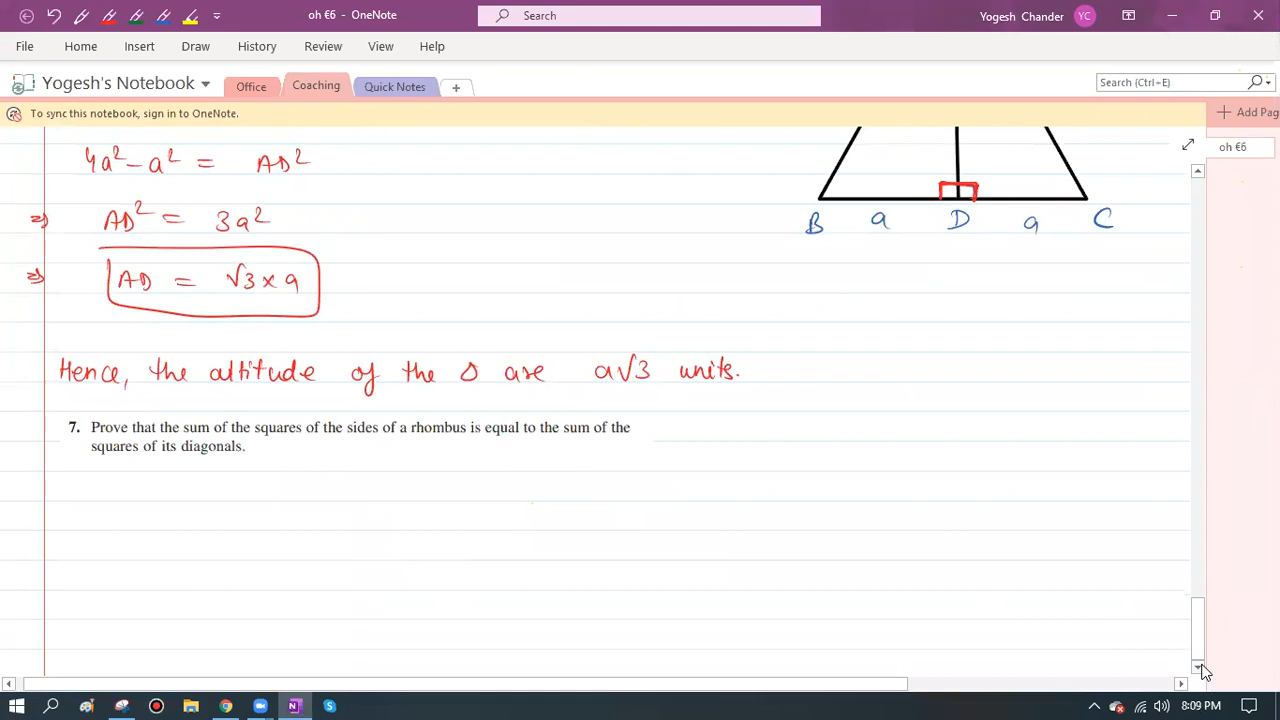 oh €6 - OneNote
Search
Yogesh Chander
YC
File Home Insert Draw History Review View Help
Yogesh's Notebook
Office
Coaching
Quick Notes
Search (Ctrl+E)
To sync this notebook, sign in to OneNote.
Add Pag
oh €6
4a² - a² = AD²
⇒ AD² = 3a²
⇒ AD = √3 × a
B a D a C
Hence, the altitude of the Δ are a√3 units.
7. Prove that the sum of the squares of the sides of a rhombus is equal to the sum of the
squares of its diagonals.
8:09 PM